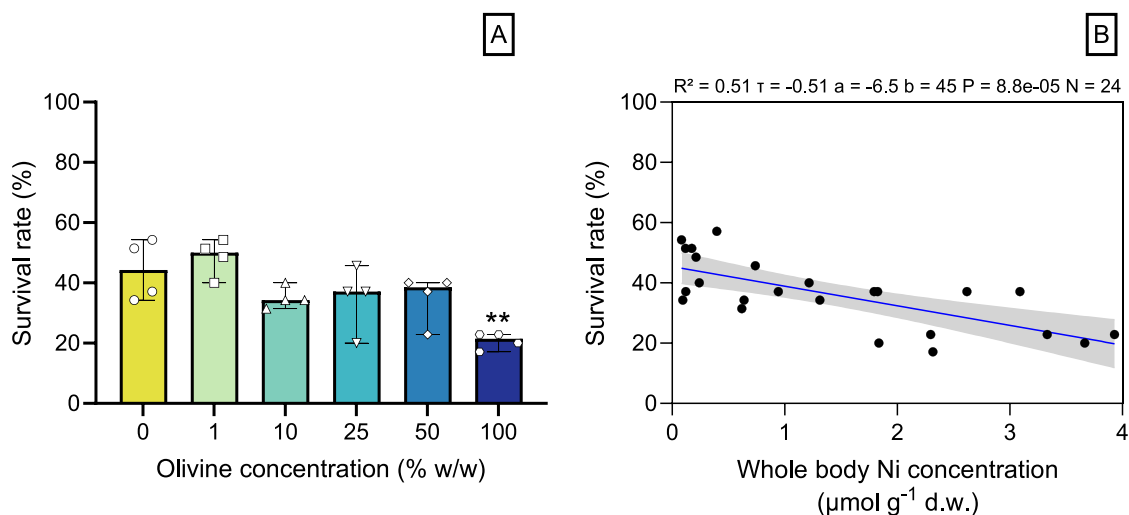 A
Survival rate (%)
100
80
60
40
20
0
**
0 1 10 25 50 100
Olivine concentration (% w/w)
B
R² = 0.51 τ = -0.51 a = -6.5 b = 45 P = 8.8e-05 N = 24
Survival rate (%)
100
80
60
40
20
0
0 1 2 3 4
Whole body Ni concentration
(µmol g⁻¹ d.w.)